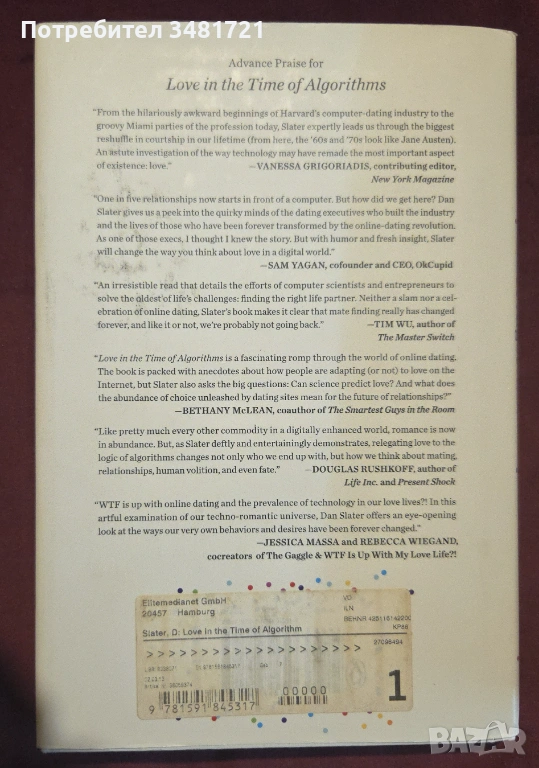 Потребител 3481721
Advance Praise for
Love in the Time of Algorithms
“From the hilariously awkward beginnings of Harvard's computer-dating industry to the
groovy Miami parties of the profession today, Slater expertly leads us through the biggest
reshuffle in courtship in our lifetime (from here, the '60s and '70s look like Jane Austen).
An astute investigation of the way technology may have remade the most important aspect
of existence: love.” —VANESSA GRIGORIADIS, contributing editor,
New York Magazine
“One in five relationships now starts in front of a computer. But how did we get here? Dan
Slater gives us a peek into the quirky minds of the dating executives who built the industry
and the lives of those who have been forever transformed by the online-dating revolution.
As one of those execs, I thought I knew the story. But with humor and fresh insight, Slater
will change the way you think about love in a digital world.”
—SAM YAGAN, cofounder and CEO, OkCupid
“An irresistible read that details the efforts of computer scientists and entrepreneurs to
solve the oldest of life's challenges: finding the right life partner. Neither a slam nor a cel-
ebration of online dating, Slater's book makes it clear that mate finding really has changed
forever, and like it or not, we're probably not going back.” —TIM WU, author of
The Master Switch
“Love in the Time of Algorithms is a fascinating romp through the world of online dating.
The book is packed with anecdotes about how people are adapting (or not) to love on the
Internet, but Slater also asks the big questions: Can science predict love? And what does
the abundance of choice unleashed by dating sites mean for the future of relationships?”
—BETHANY McLEAN, coauthor of The Smartest Guys in the Room
“Like pretty much every other commodity in a digitally enhanced world, romance is now
in abundance. But, as Slater deftly and entertainingly demonstrates, relegating love to the
logic of algorithms changes not only who we end up with, but how we think about mating,
relationships, human volition, and even fate.” —DOUGLAS RUSHKOFF, author of
Life Inc. and Present Shock
“WTF is up with online dating and the prevalence of technology in our love lives?! In this
artful examination of our techno-romantic universe, Dan Slater offers an eye-opening
look at the ways our very own behaviors and desires have been forever changed.”
—JESSICA MASSA and REBECCA WIEGAND,
cocreators of The Gaggle & WTF Is Up With My Love Life?!
Elitemedianet GmbH
20457 Hamburg
Slater, D: Love in the Time of Algorithm
KP68
27098494
> > > > > > > > > > > > > > > > > > >
00000
1
9 781591 845317
BAZAR